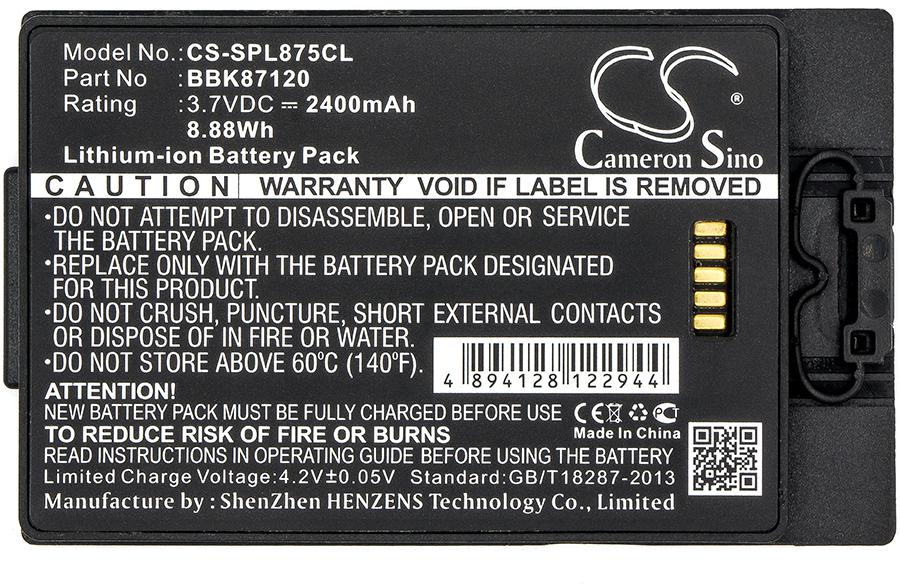 Model No.:CS-SPL875CL
Part No :BBK87120
Rating :3.7VDC ⎓ 2400mAh
8.88Wh
Lithium-ion Battery Pack
®
Cameron Sino
CAUTION WARRANTY VOID IF LABEL IS REMOVED
•DO NOT ATTEMPT TO DISASSEMBLE, OPEN OR SERVICE
THE BATTERY PACK.
•REPLACE ONLY WITH THE BATTERY PACK DESIGNATED
FOR THIS PRODUCT.
•DO NOT CRUSH, PUNCTURE, SHORT EXTERNAL CONTACTS
OR DISPOSE OF IN FIRE OR WATER.
•DO NOT STORE ABOVE 60ºC (140ºF).
4 894128 122944
ATTENTION!
NEW BATTERY PACK MUST BE FULLY CHARGED BEFORE USE
TO REDUCE RISK OF FIRE OR BURNS
READ INSTRUCTIONS IN OPERATING GUIDE BEFORE USING THE BATTERY
Limited Charge Voltage:4.2V±0.05V Standard:GB/T18287-2013
Manufacture by : ShenZhen HENZENS Technology Co., Limited
CE PCT
Made In China